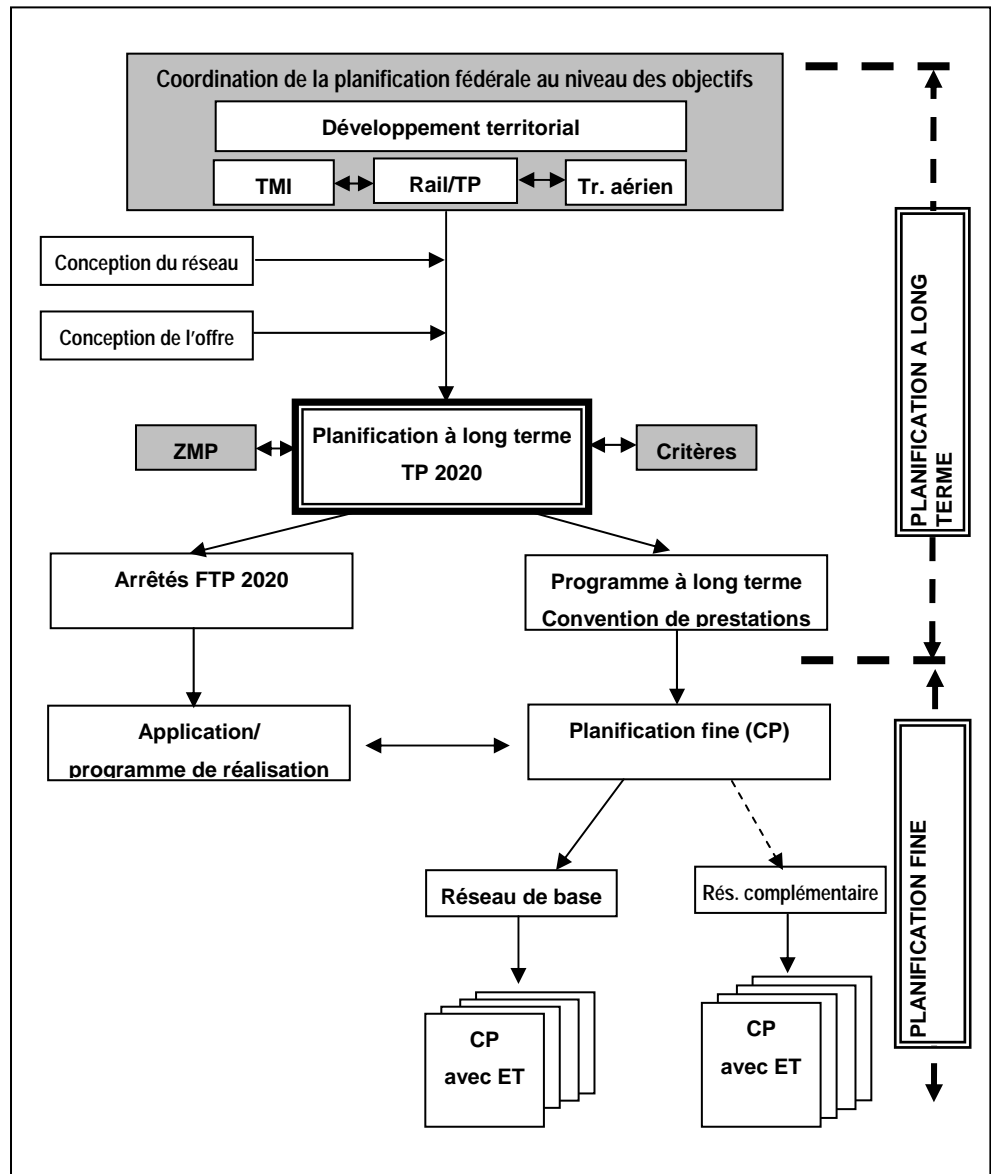 Coordination de la planification fédérale au niveau des objectifs
Développement territorial
TMI
Rail/TP
Tr. aérien
Conception du réseau
Conception de l'offre
ZMP
Planification à long terme
TP 2020
Critères
PLANIFICATION A LONG
TERME
Arrêtés FTP 2020
Programme à long terme
Convention de prestations
Application/
programme de réalisation
Planification fine (CP)
PLANIFICATION FINE
Réseau de base
Rés. complémentaire
CP
avec ET
CP
avec ET